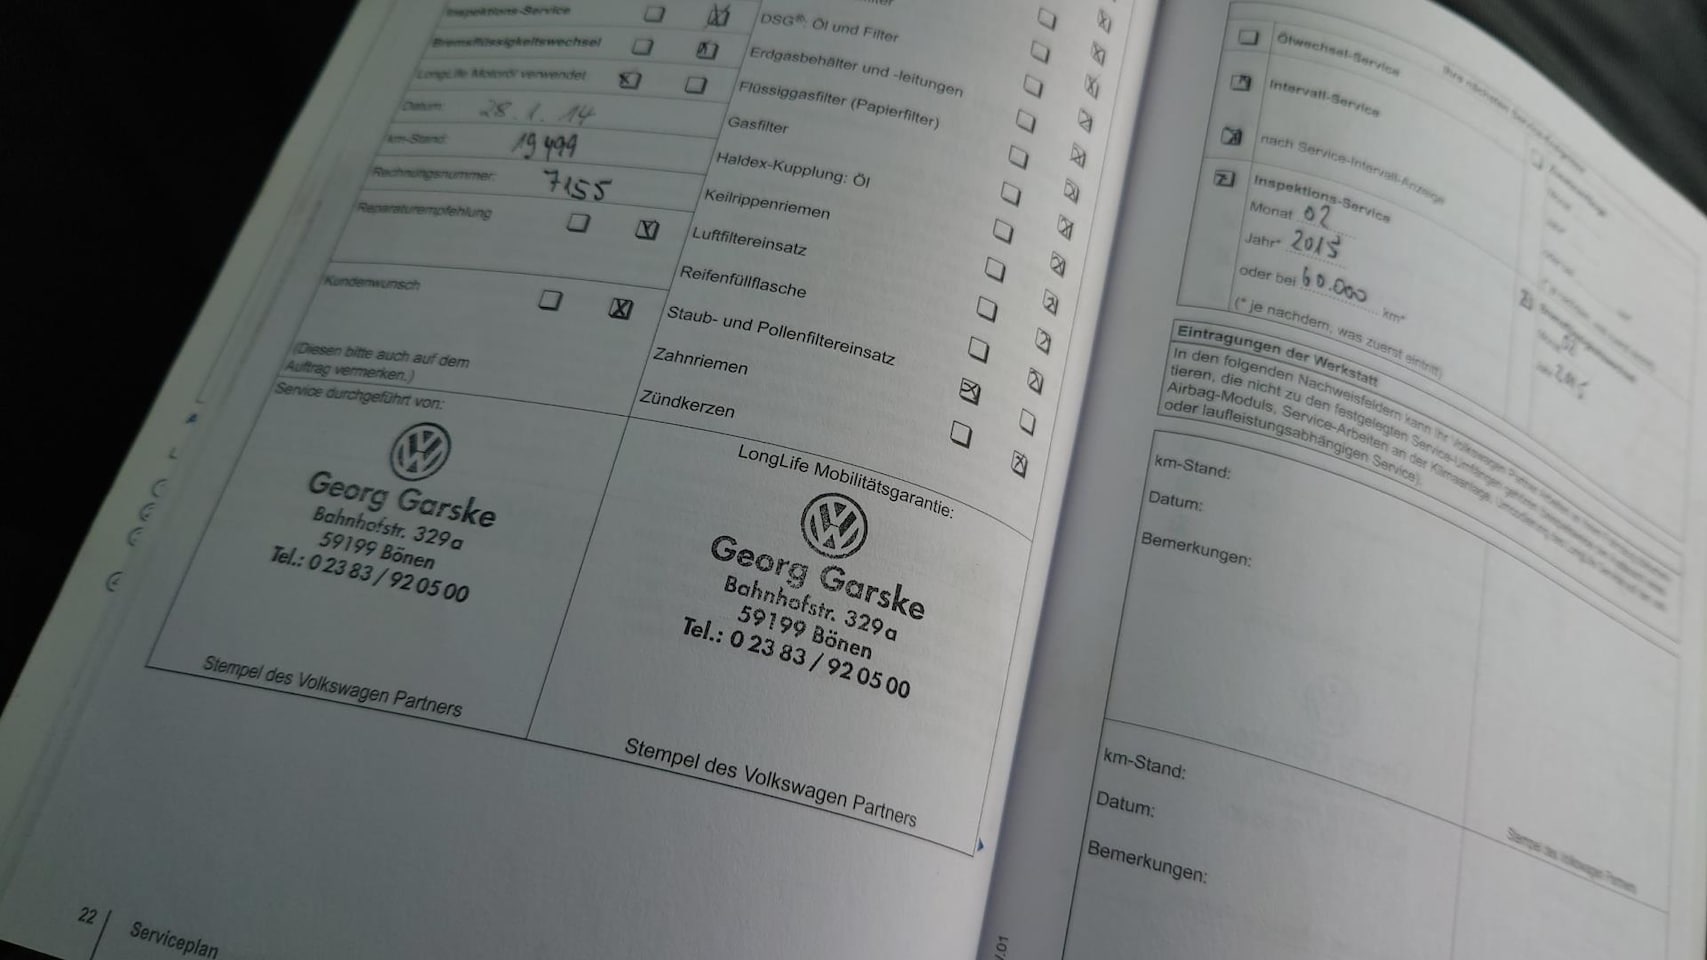 Inspektions-Service
Bremsflüssigkeitswechsel
LongLife Motoröl verwendet
Datum: 28.1.14
km-Stand: 19499
Rechnungsnummer: 7155
Reparaturempfehlung
Kundenwunsch
(Diesen bitte auch auf dem
Auftrag vermerken.)
DSG®: Öl und Filter
Erdgasbehälter und -leitungen
Flüssiggasfilter (Papierfilter)
Gasfilter
Haldex-Kupplung: Öl
Keilrippenriemen
Luftfiltereinsatz
Reifenfüllflasche
Staub- und Pollenfiltereinsatz
Zahnriemen
Zündkerzen
Service durchgeführt von:
Georg Garske
Bahnhofstr. 329a
59199 Bönen
Tel.: 0 23 83 / 92 05 00
Stempel des Volkswagen Partners
LongLife Mobilitätsgarantie:
Georg Garske
Bahnhofstr. 329a
59199 Bönen
Tel.: 0 23 83 / 92 05 00
Stempel des Volkswagen Partners
22
Serviceplan
Ölwechsel-Service
Intervall-Service
nach Service-Intervall-Anzeige
Inspektions-Service
Monat 02
Jahr* 2015
oder bei 60.000 km*
(* je nachdem, was zuerst eintritt)
Eintragungen der Werkstatt
In den folgenden Nachweisfeldern kann Ihr Volkswagen Partner
tieren, die nicht zu den festgelegten Service-Umfängen gehören
Airbag-Moduls, Service-Arbeiten an der Klimaanlage,
oder laufleistungsabhängigen Service).
km-Stand:
Datum:
Bemerkungen:
km-Stand:
Datum:
Bemerkungen:
Stempel des Volkswagen Partners